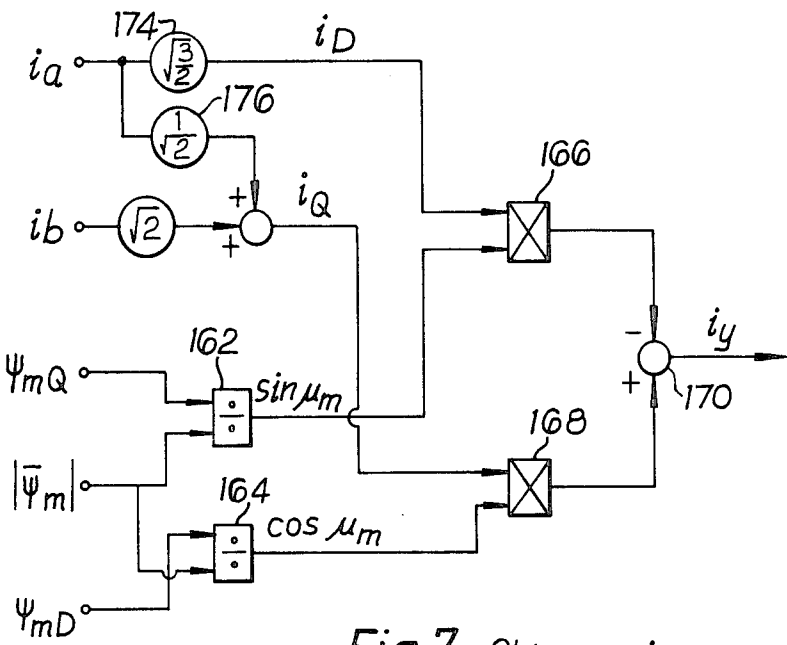 174
i_a
√3/2
i_D
176
1/√2
i_b
√2
+
+
i_Q
166
ψ_mQ
162
sin μ_m
÷
-
+
i_y
170
|ψ̅_m|
168
164
cos μ_m
÷
ψ_mD
Fig.7